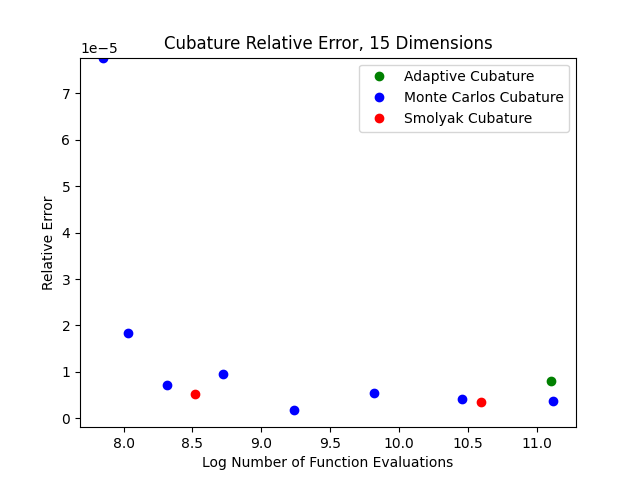 Cubature Relative Error, 15 Dimensions
1e−5
Adaptive Cubature
Monte Carlos Cubature
Smolyak Cubature
7
6
5
4
3
2
1
0
Relative Error
8.0 8.5 9.0 9.5 10.0 10.5 11.0
Log Number of Function Evaluations